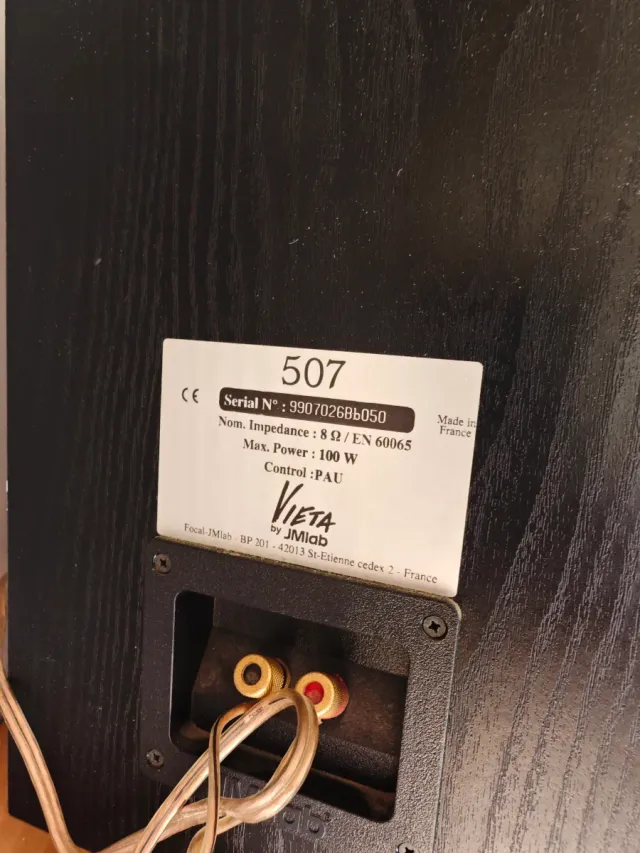 507
CE
Serial N° : 9907026Bb050
Made in
France
Nom. Impedance : 8 Ω / EN 60065
Max. Power : 100 W
Control :PAU
VIETA
by JMlab
Focal-JMlab - BP 201 - 42013 St-Etienne cedex 2 - France